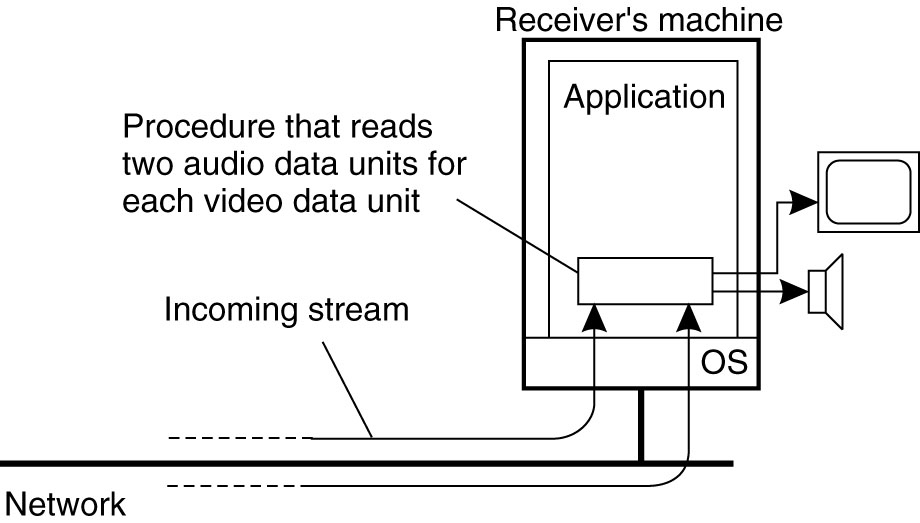 Receiver's machine
Application
Procedure that reads
two audio data units for
each video data unit
Incoming stream
OS
Network